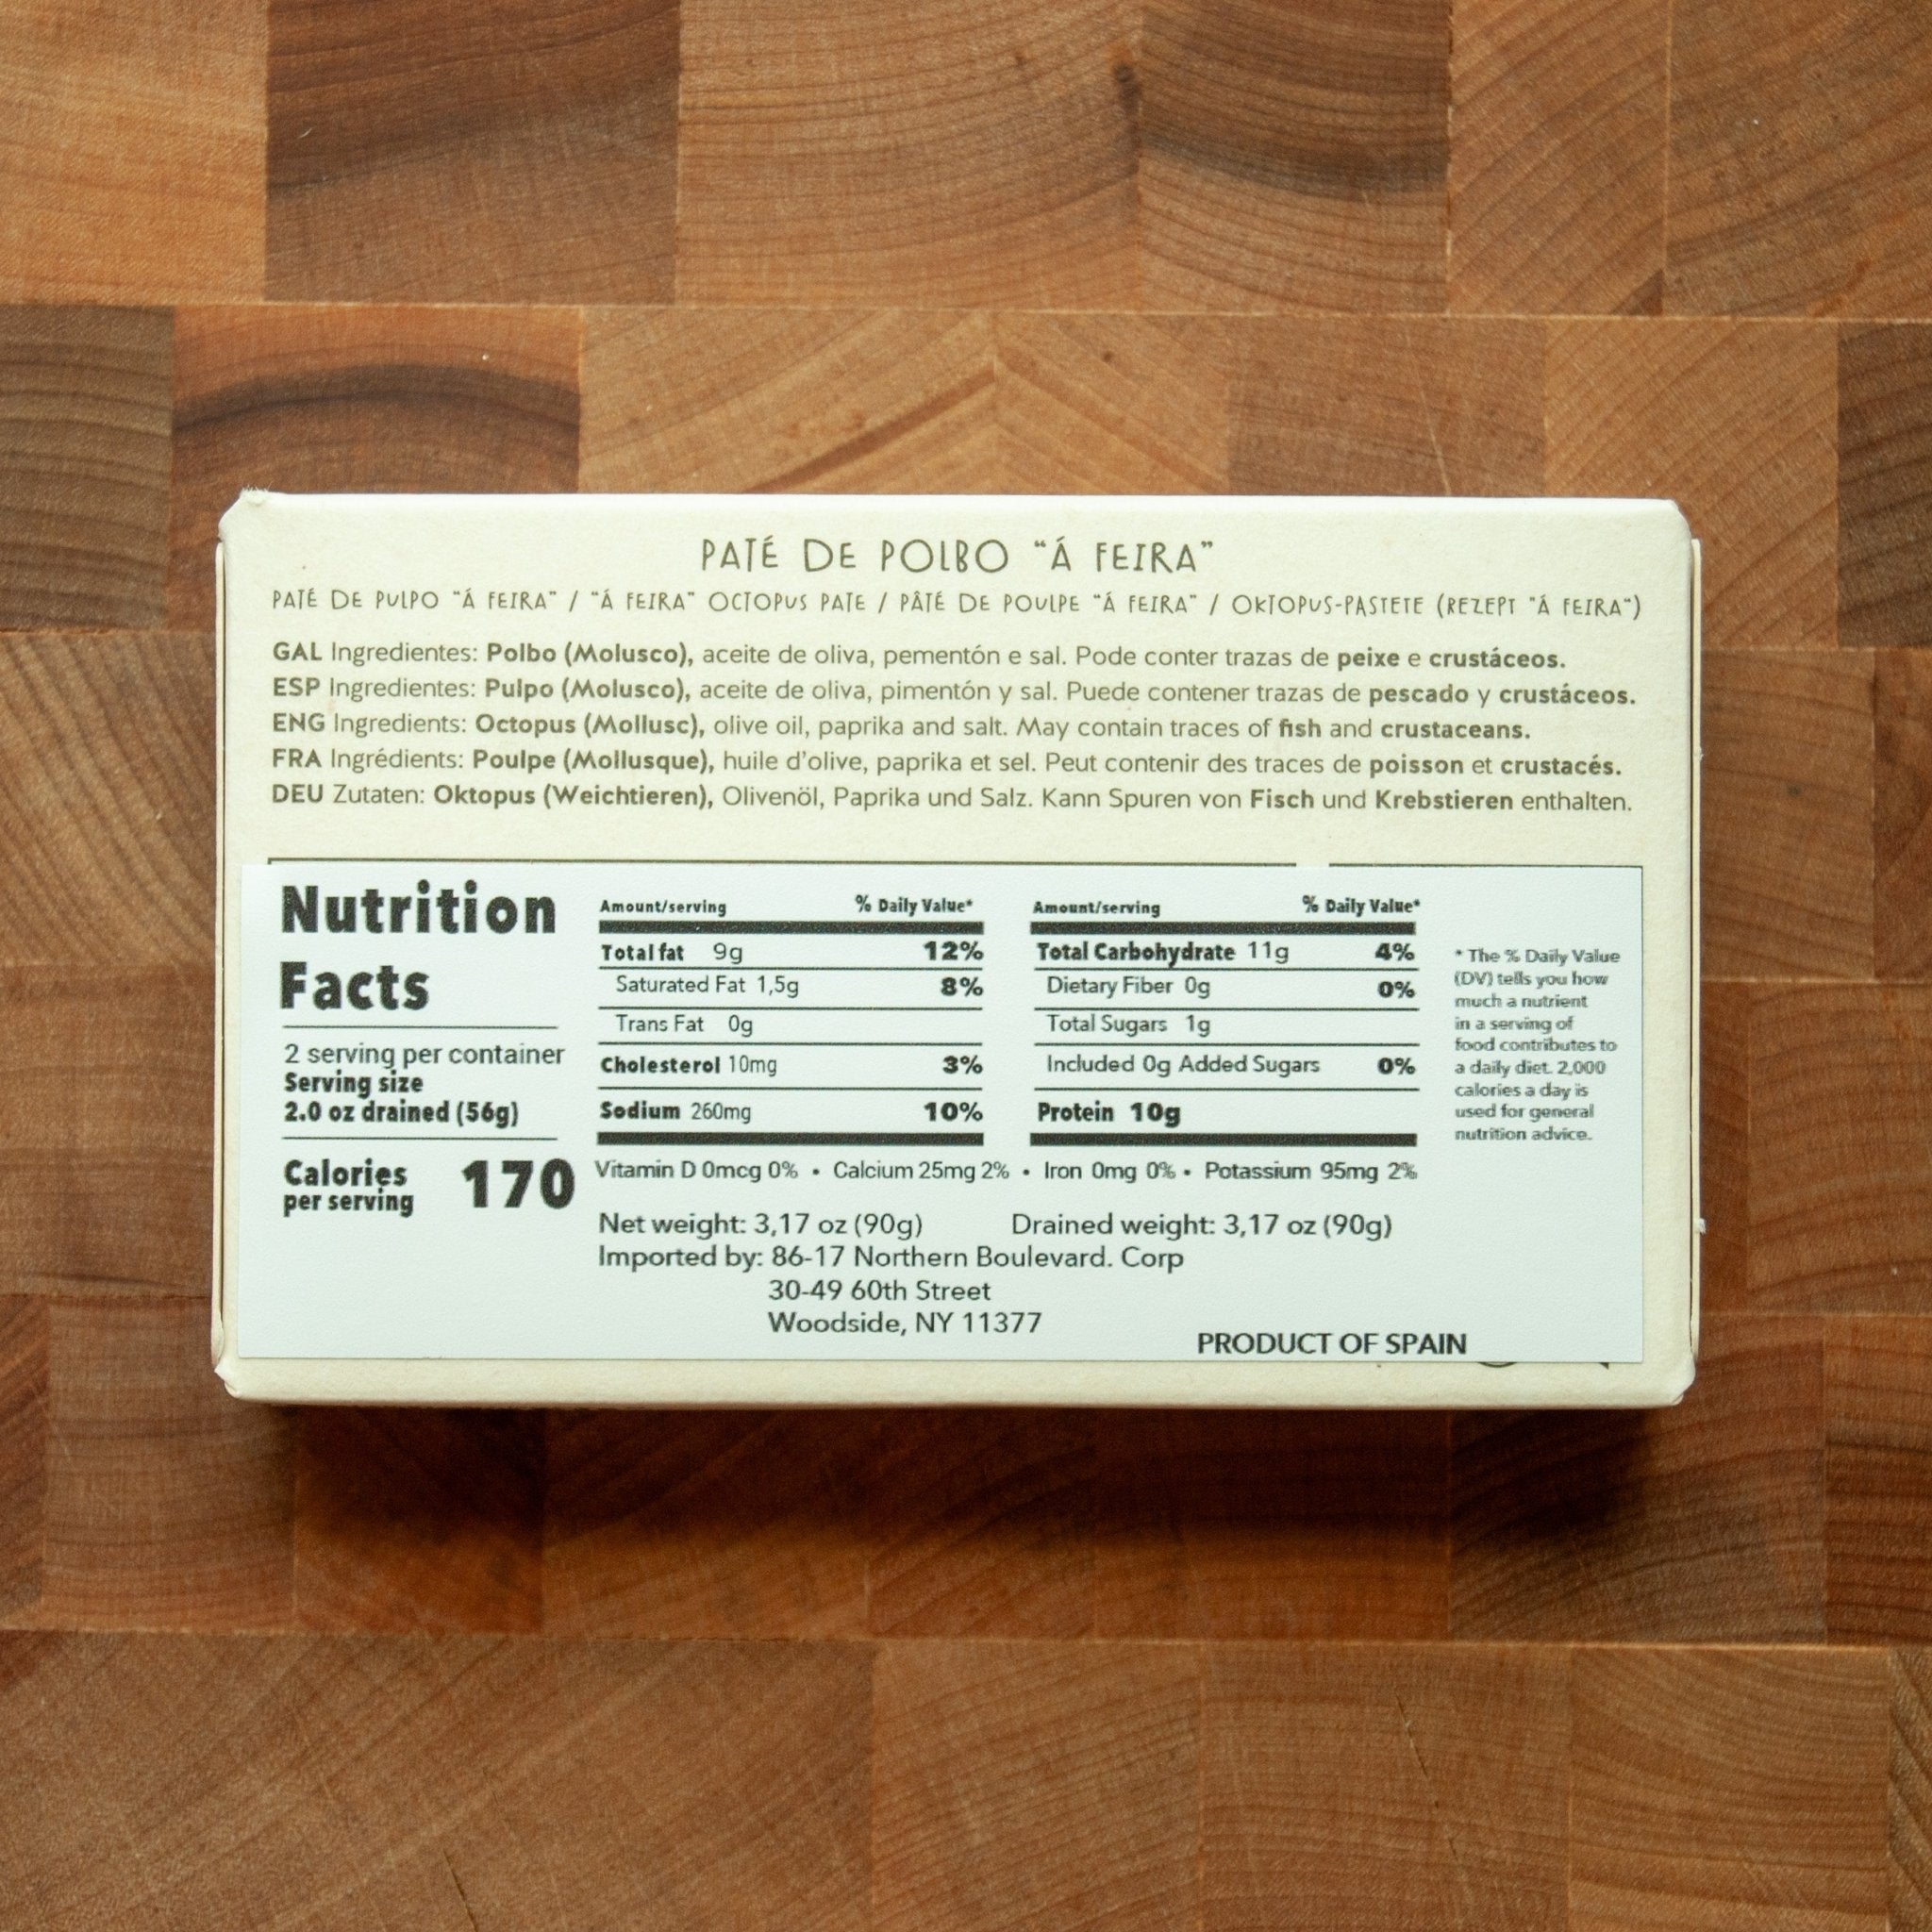 PATÉ DE POLBO "Á FEIRA"
PATÉ DE PULPO "Á FEIRA" / "Á FEIRA" OCTOPUS PATE / PÂTÉ DE POULPE "Á FEIRA" / OKTOPUS-PASTETE (REZEPT "Á FEIRA")
GAL Ingredientes: Polbo (Molusco), aceite de oliva, pementón e sal. Pode conter trazas de peixe e crustáceos.
ESP Ingredientes: Pulpo (Molusco), aceite de oliva, pimentón y sal. Puede contener trazas de pescado y crustáceos.
ENG Ingredients: Octopus (Mollusc), olive oil, paprika and salt. May contain traces of fish and crustaceans.
FRA Ingrédients: Poulpe (Mollusque), huile d'olive, paprika et sel. Peut contenir des traces de poisson et crustacés.
DEU Zutaten: Oktopus (Weichtieren), Olivenöl, Paprika und Salz. Kann Spuren von Fisch und Krebstieren enthalten.
Nutrition
Facts
2 serving per container
Serving size
2.0 oz drained (56g)
Calories
per serving 170
Amount/serving % Daily Value*
Total fat 9g 12%
Saturated Fat 1,5g 8%
Trans Fat 0g
Cholesterol 10mg 3%
Sodium 260mg 10%
Amount/serving % Daily Value*
Total Carbohydrate 11g 4%
Dietary Fiber 0g 0%
Total Sugars 1g
Included 0g Added Sugars 0%
Protein 10g
* The % Daily Value
(DV) tells you how
much a nutrient
in a serving of
food contributes to
a daily diet. 2,000
calories a day is
used for general
nutrition advice.
Vitamin D 0mcg 0% • Calcium 25mg 2% • Iron 0mg 0% • Potassium 95mg 2%
Net weight: 3,17 oz (90g) Drained weight: 3,17 oz (90g)
Imported by: 86-17 Northern Boulevard. Corp
30-49 60th Street
Woodside, NY 11377
PRODUCT OF SPAIN